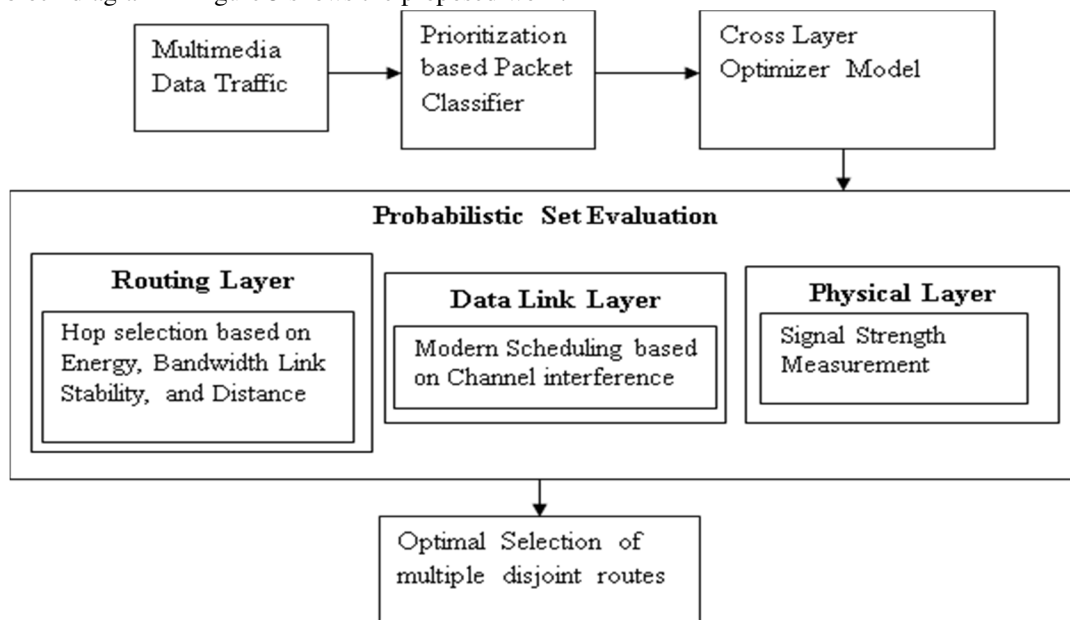 Multimedia
Data Traffic
Prioritization
based Packet
Classifier
Cross Layer
Optimizer Model
Probabilistic Set Evaluation
Routing Layer
Hop selection based on
Energy, Bandwidth Link
Stability, and Distance
Data Link Layer
Modern Scheduling based
on Channel interference
Physical Layer
Signal Strength
Measurement
Optimal Selection of
multiple disjoint routes